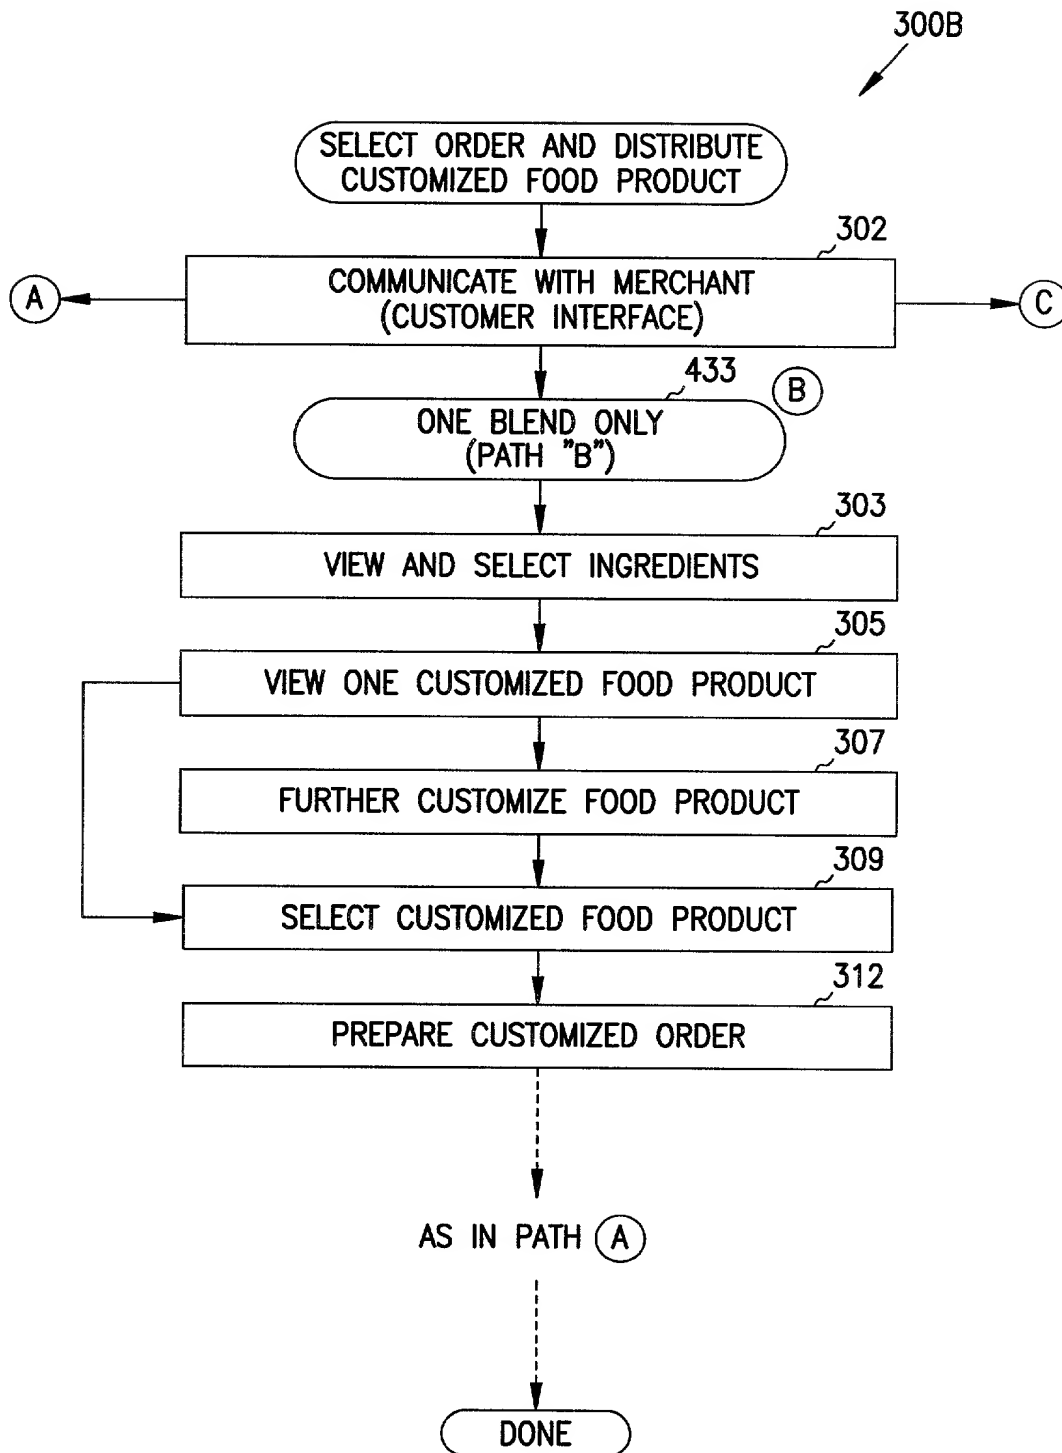 300B
SELECT ORDER AND DISTRIBUTE
CUSTOMIZED FOOD PRODUCT
302
COMMUNICATE WITH MERCHANT
(CUSTOMER INTERFACE)
A
C
433
B
ONE BLEND ONLY
(PATH "B")
303
VIEW AND SELECT INGREDIENTS
305
VIEW ONE CUSTOMIZED FOOD PRODUCT
307
FURTHER CUSTOMIZE FOOD PRODUCT
309
SELECT CUSTOMIZED FOOD PRODUCT
312
PREPARE CUSTOMIZED ORDER
AS IN PATH A
DONE